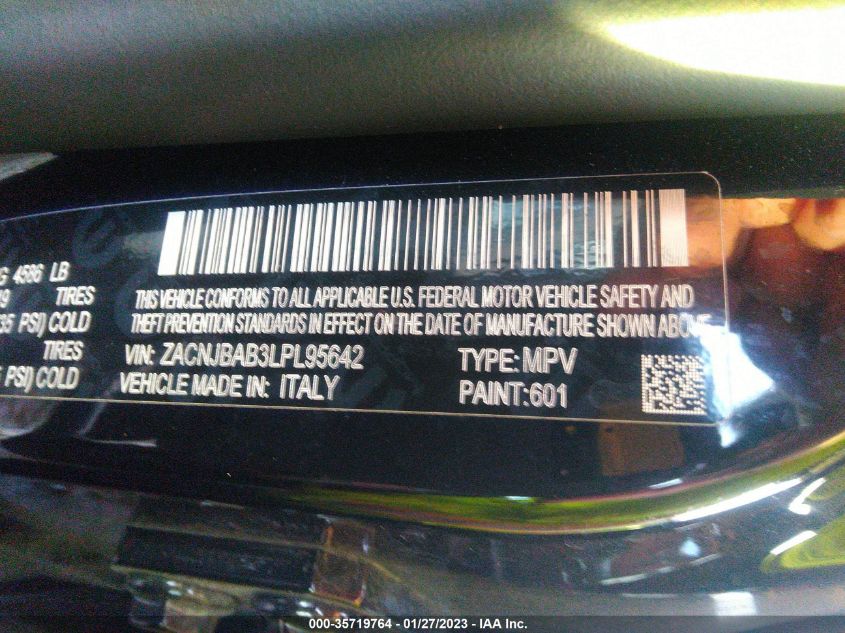 G 4586 LB
19 TIRES
35 PSI) COLD
TIRES
PSI) COLD
THIS VEHICLE CONFORMS TO ALL APPLICABLE U.S. FEDERAL MOTOR VEHICLE SAFETY AND
THEFT PREVENTION STANDARDS IN EFFECT ON THE DATE OF MANUFACTURE SHOWN ABOVE
VIN: ZACNJBAB3LPL95642 TYPE: MPV
VEHICLE MADE IN: ITALY PAINT:601
000-35719764 - 01/27/2023 - IAA Inc.